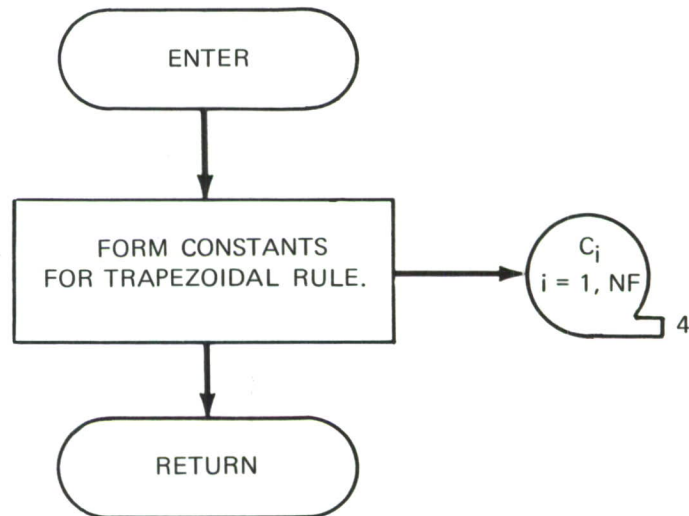 ENTER
FORM CONSTANTS
FOR TRAPEZOIDAL RULE.
Cᵢ
i = 1, NF
4
RETURN